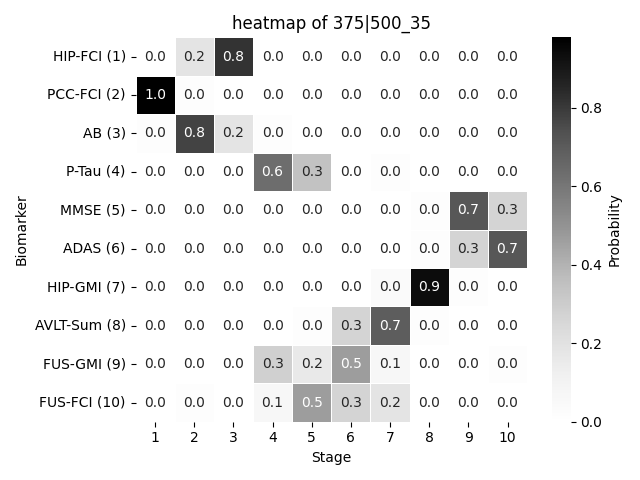 heatmap of 375|500_35
HIP-FCI (1) 0.0 0.2 0.8 0.0 0.0 0.0 0.0 0.0 0.0 0.0
PCC-FCI (2) 1.0 0.0 0.0 0.0 0.0 0.0 0.0 0.0 0.0 0.0
AB (3) 0.0 0.8 0.2 0.0 0.0 0.0 0.0 0.0 0.0 0.0
P-Tau (4) 0.0 0.0 0.0 0.6 0.3 0.0 0.0 0.0 0.0 0.0
MMSE (5) 0.0 0.0 0.0 0.0 0.0 0.0 0.0 0.0 0.7 0.3
ADAS (6) 0.0 0.0 0.0 0.0 0.0 0.0 0.0 0.0 0.3 0.7
HIP-GMI (7) 0.0 0.0 0.0 0.0 0.0 0.0 0.0 0.9 0.0 0.0
AVLT-Sum (8) 0.0 0.0 0.0 0.0 0.0 0.3 0.7 0.0 0.0 0.0
FUS-GMI (9) 0.0 0.0 0.0 0.3 0.2 0.5 0.1 0.0 0.0 0.0
FUS-FCI (10) 0.0 0.0 0.0 0.1 0.5 0.3 0.2 0.0 0.0 0.0
1 2 3 4 5 6 7 8 9 10
Stage
Biomarker
0.8
0.6
0.4
0.2
0.0
Probability